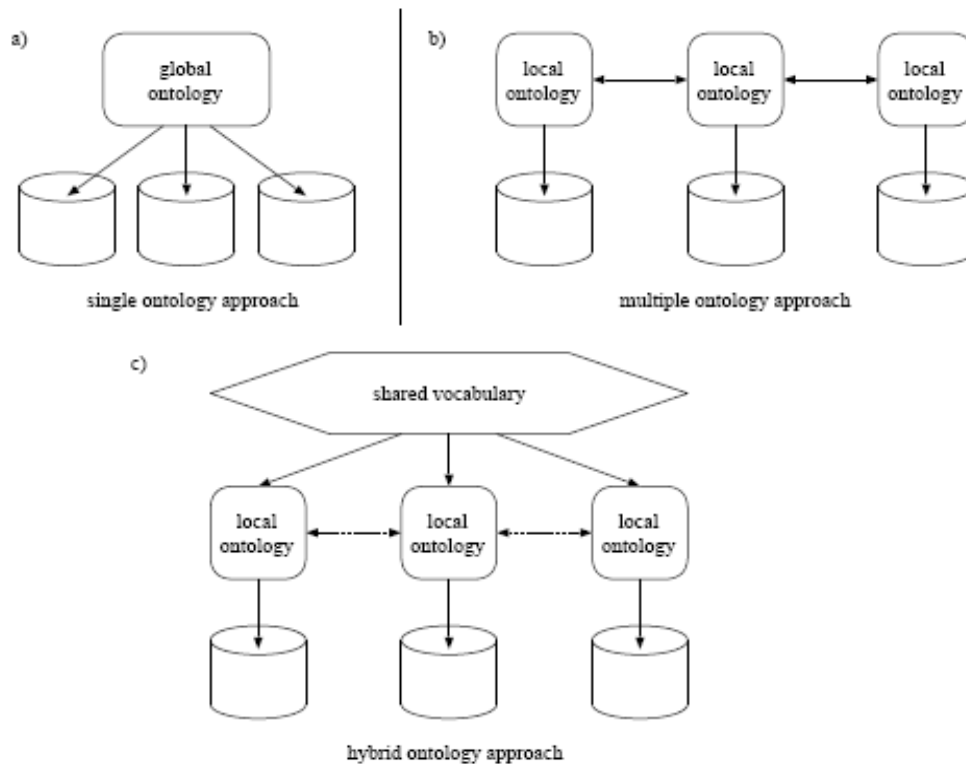 a)
global
ontology
single ontology approach
b)
local
ontology
local
ontology
local
ontology
multiple ontology approach
c)
shared vocabulary
local
ontology
local
ontology
local
ontology
hybrid ontology approach